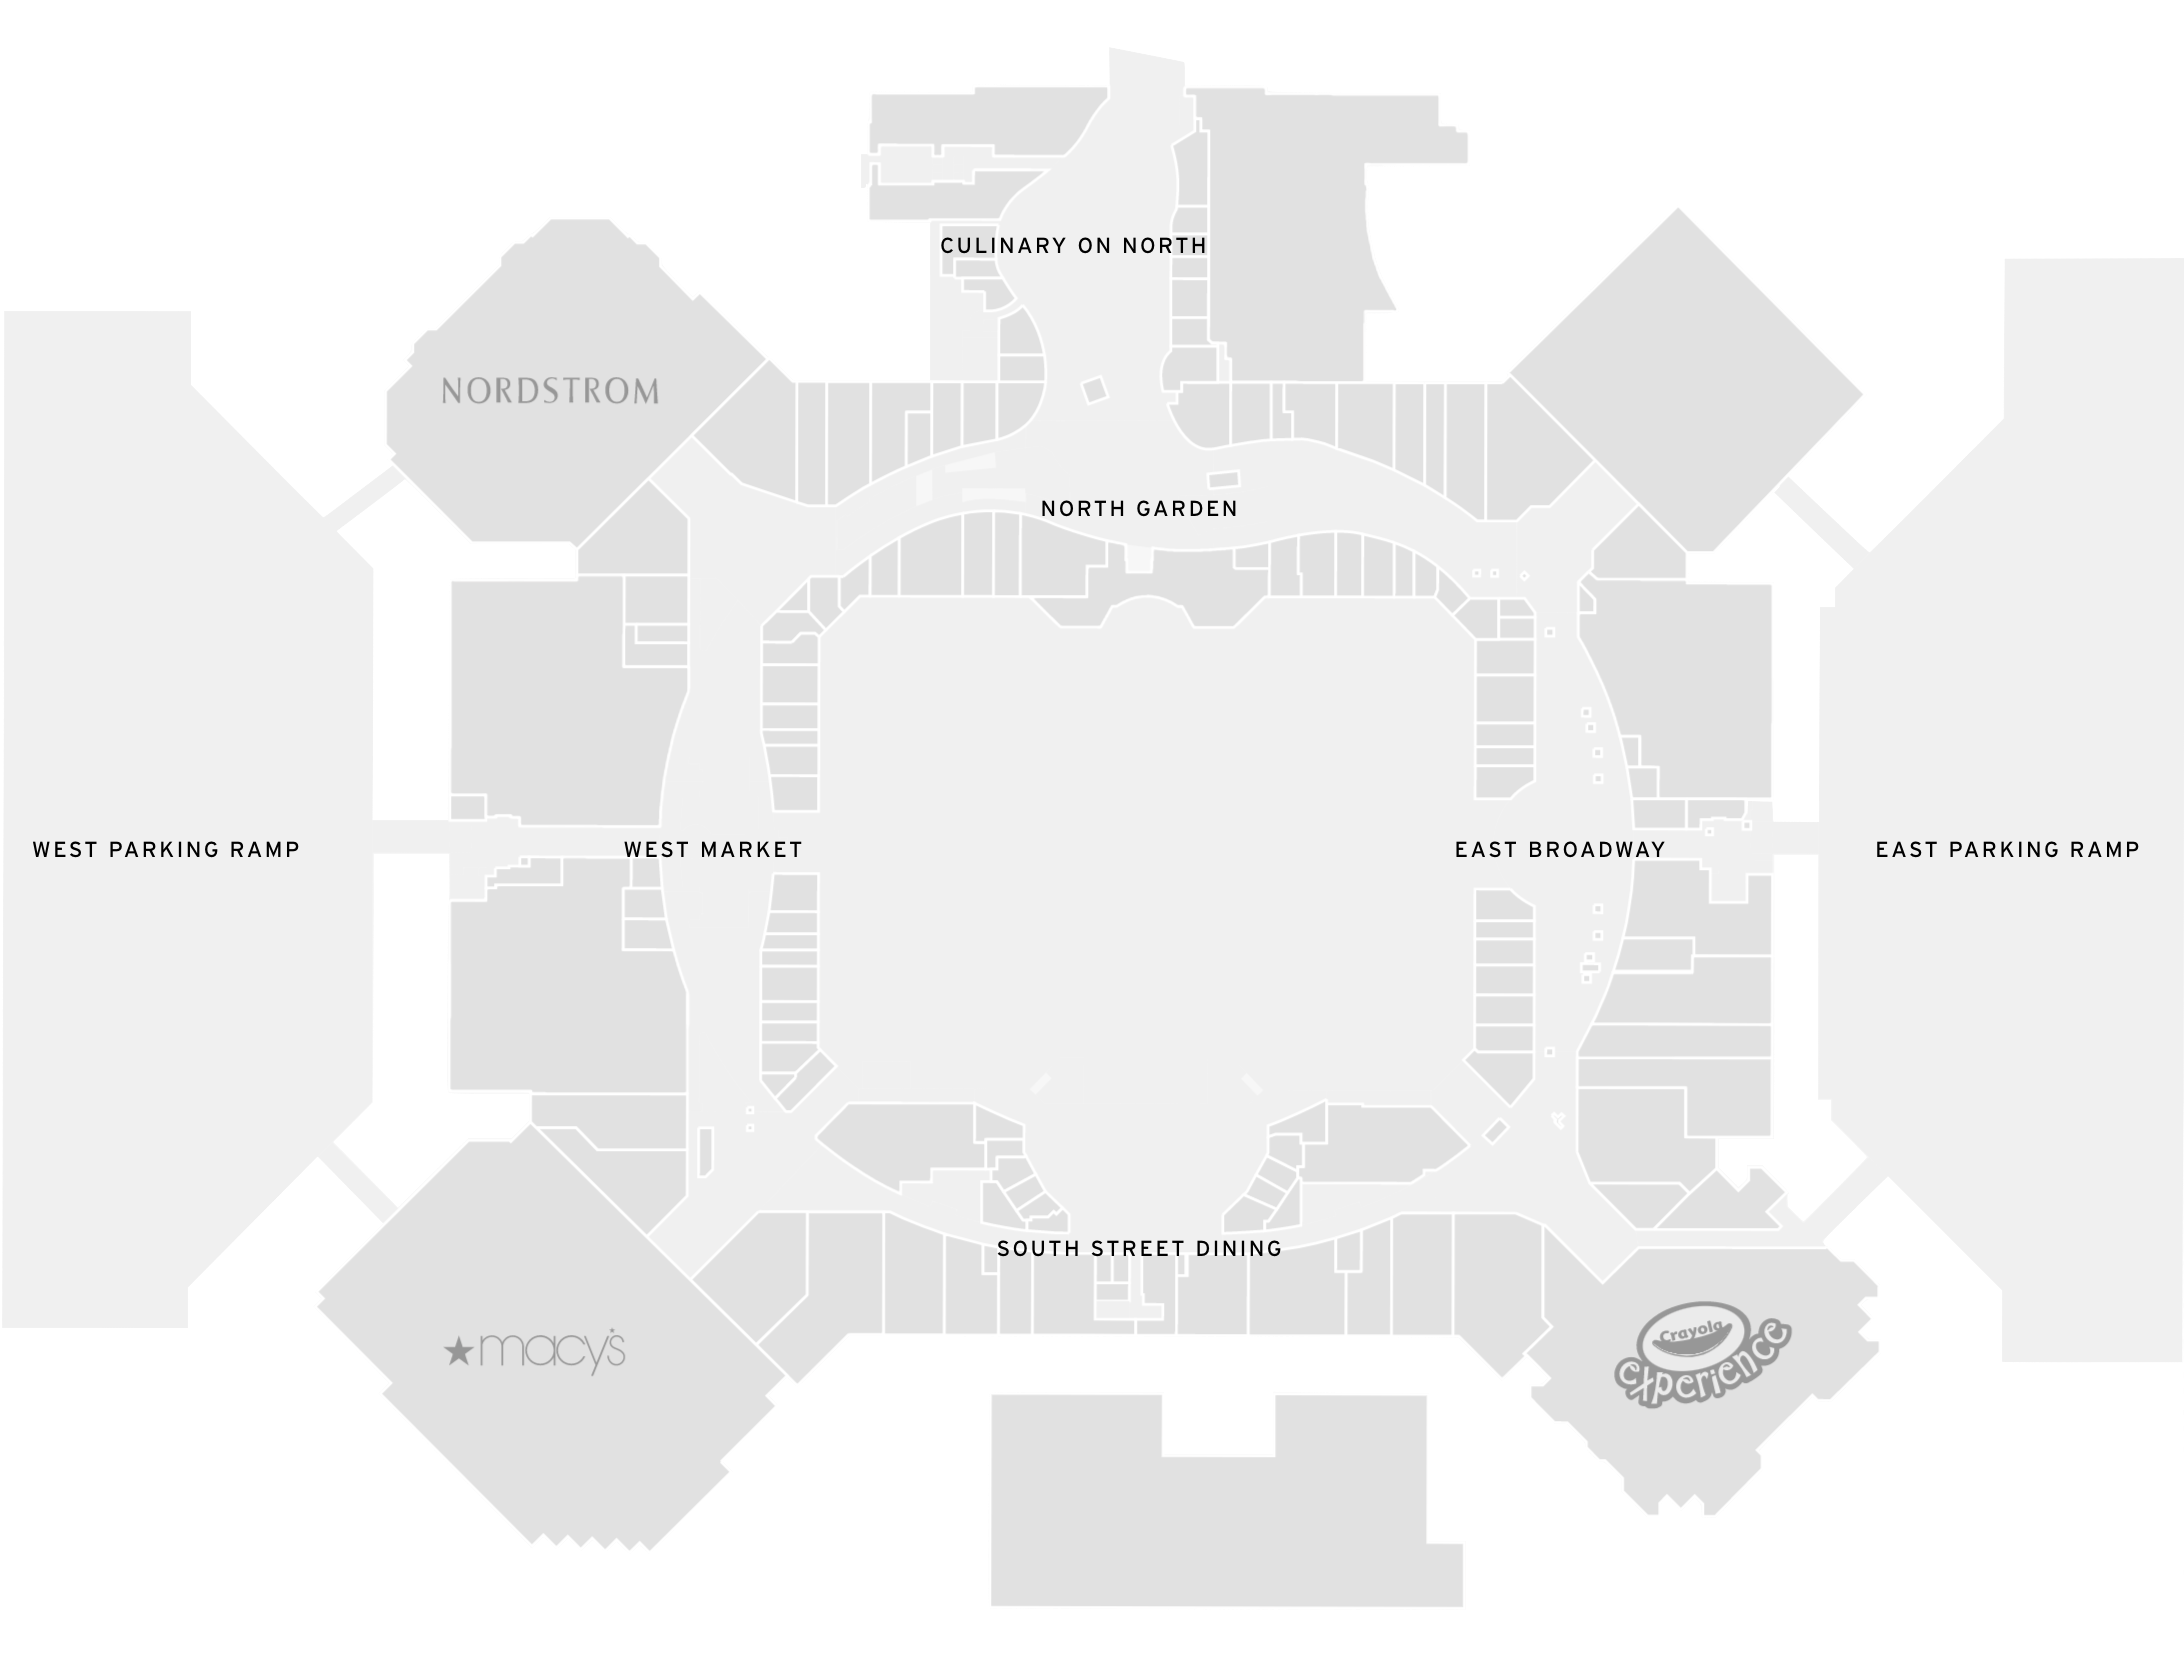 CULINARY ON NORTH
NORDSTROM
NORTH GARDEN
WEST PARKING RAMP
WEST MARKET
EAST BROADWAY
EAST PARKING RAMP
SOUTH STREET DINING
macy's
Crayola
experience